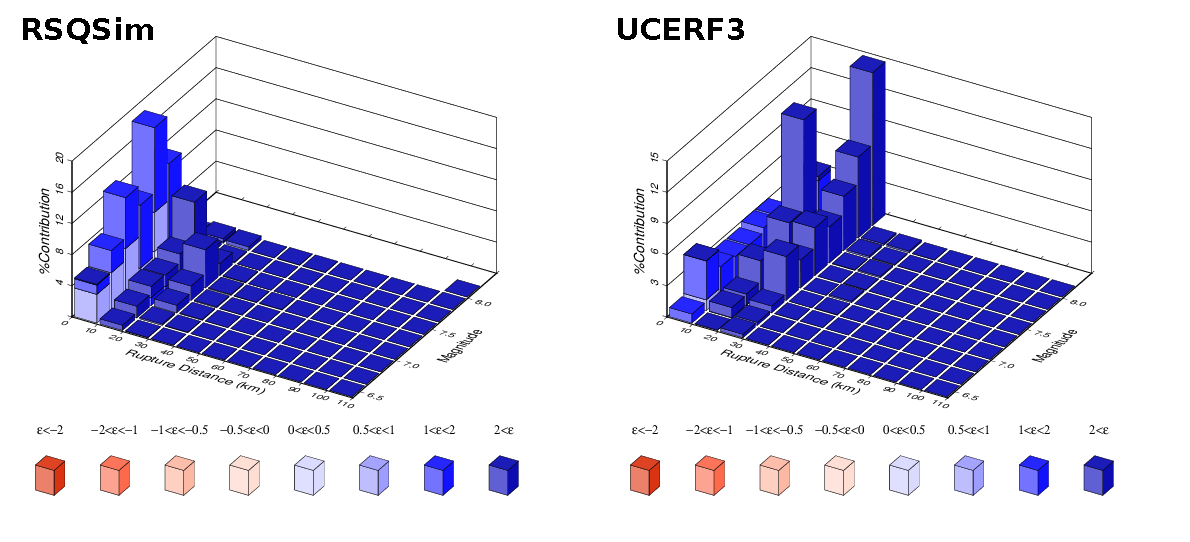 RSQSim
%Contribution
20
16
12
8
4
0
10
20
30
40
50
60
70
80
90
100
110
Rupture Distance (km)
6.5
7.0
7.5
8.0
Magnitude
ε<−2
−2<ε<−1
−1<ε<−0.5
−0.5<ε<0
0<ε<0.5
0.5<ε<1
1<ε<2
2<ε
UCERF3
%Contribution
15
12
9
6
3
0
10
20
30
40
50
60
70
80
90
100
110
Rupture Distance (km)
6.5
7.0
7.5
8.0
Magnitude
ε<−2
−2<ε<−1
−1<ε<−0.5
−0.5<ε<0
0<ε<0.5
0.5<ε<1
1<ε<2
2<ε